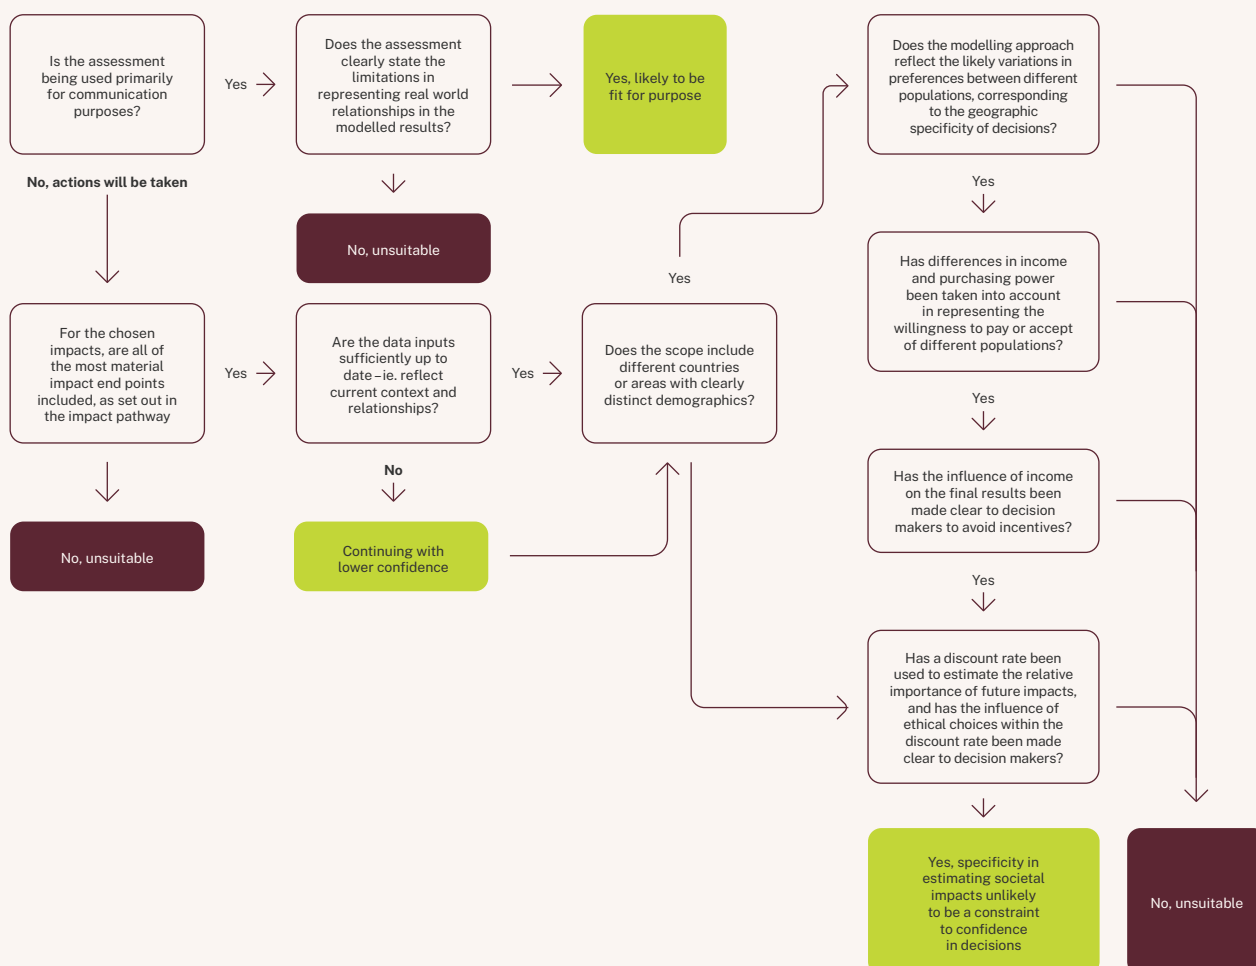 Is the assessment
being used primarily
for communication
purposes?
Yes
Does the assessment
clearly state the
limitations in
representing real world
relationships in the
modelled results?
Yes, likely to be
fit for purpose
No, unsuitable
No, actions will be taken
For the chosen
impacts, are all of
the most material
impact end points
included, as set out in
the impact pathway
Yes
Are the data inputs
sufficiently up to
date – ie. reflect
current context and
relationships?
Yes
Does the scope include
different countries
or areas with clearly
distinct demographics?
Yes
No, unsuitable
No
Continuing with
lower confidence
Does the modelling approach
reflect the likely variations in
preferences between different
populations, corresponding
to the geographic
specificity of decisions?
Yes
Has differences in income
and purchasing power
been taken into account
in representing the
willingness to pay or accept
of different populations?
Yes
Has the influence of income
on the final results been
made clear to decision
makers to avoid incentives?
Yes
Has a discount rate been
used to estimate the relative
importance of future impacts,
and has the influence of
ethical choices within the
discount rate been made
clear to decision makers?
Yes, specificity in
estimating societal
impacts unlikely
to be a constraint
to confidence
in decisions
No, unsuitable